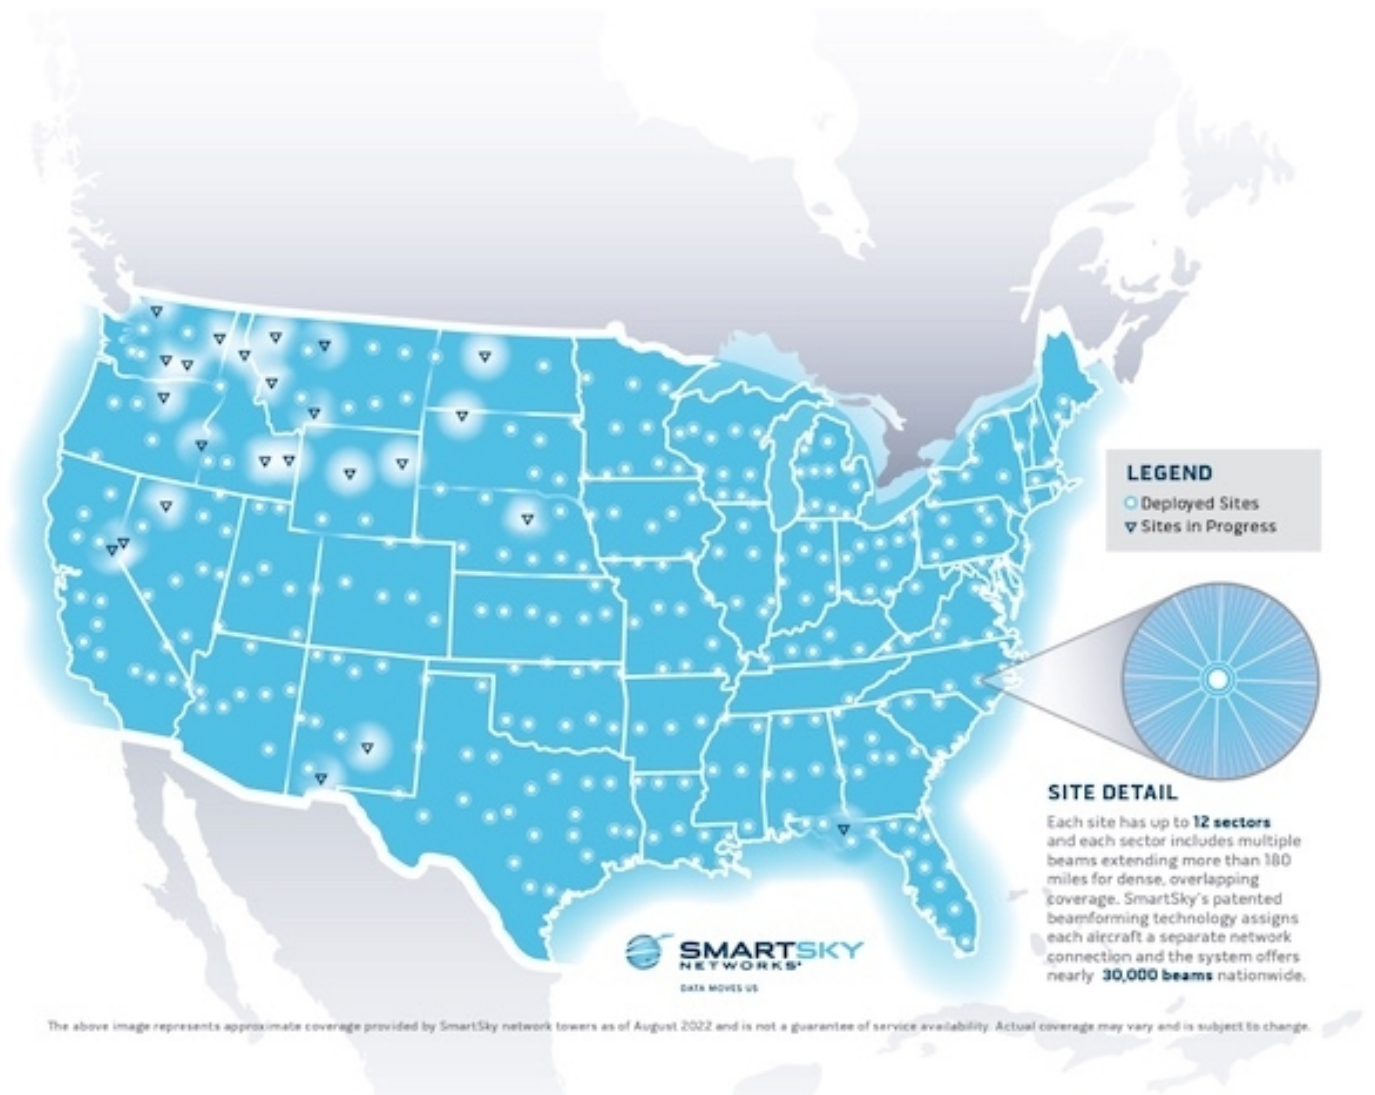 LEGEND
Deployed Sites
Sites in Progress
SITE DETAIL
Each site has up to 12 sectors
and each sector includes multiple
beams extending more than 180
miles for dense, overlapping
coverage. SmartSky's patented
beamforming technology assigns
each aircraft a separate network
connection and the system offers
nearly 30,000 beams nationwide.
SMARTSKY
NETWORKS
DATA MOVES US
The above image represents approximate coverage provided by SmartSky network towers as of August 2022 and is not a guarantee of service availability. Actual coverage may vary and is subject to change.